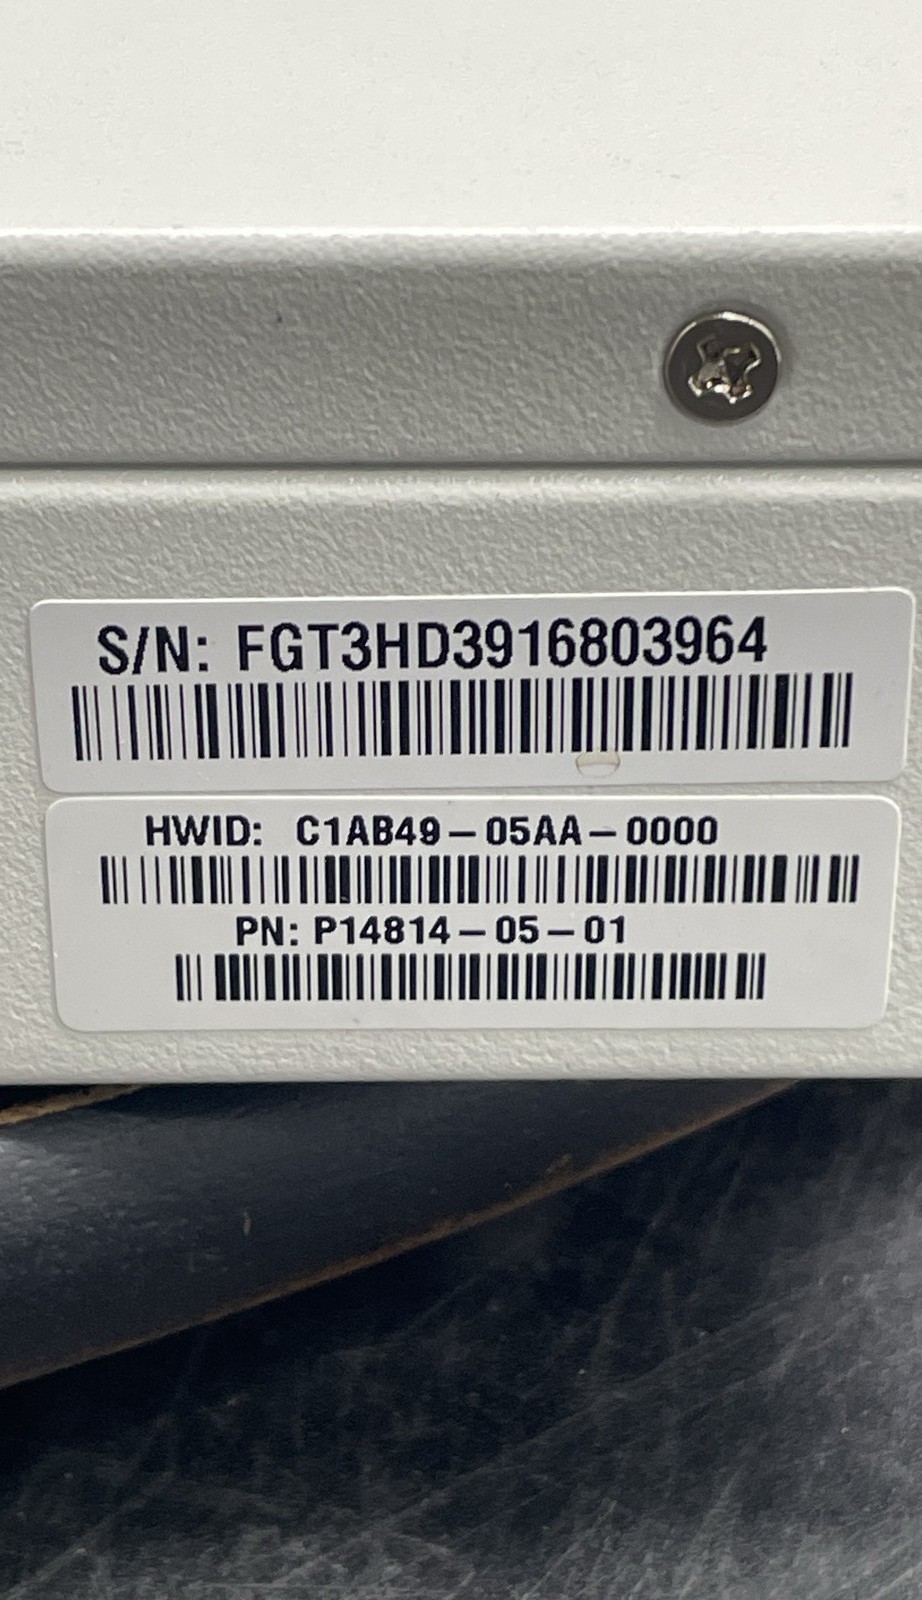 S/N: FGT3HD3916803964
HWID: C1AB49-05AA-0000
PN: P14814-05-01